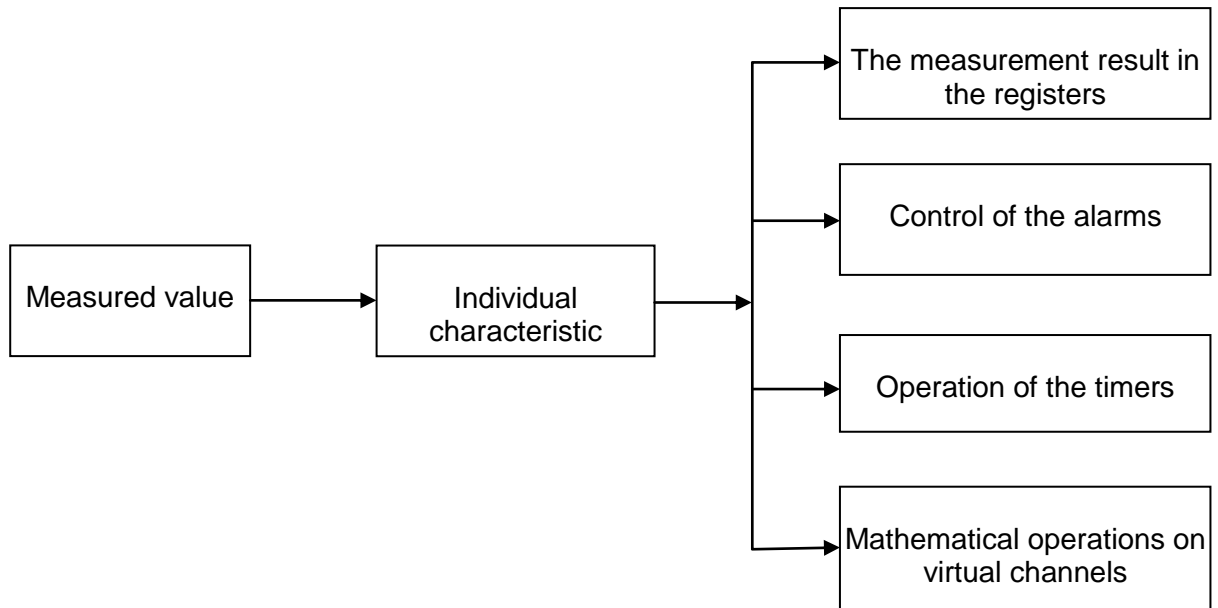 Measured value
Individual
characteristic
The measurement result in
the registers
Control of the alarms
Operation of the timers
Mathematical operations on
virtual channels